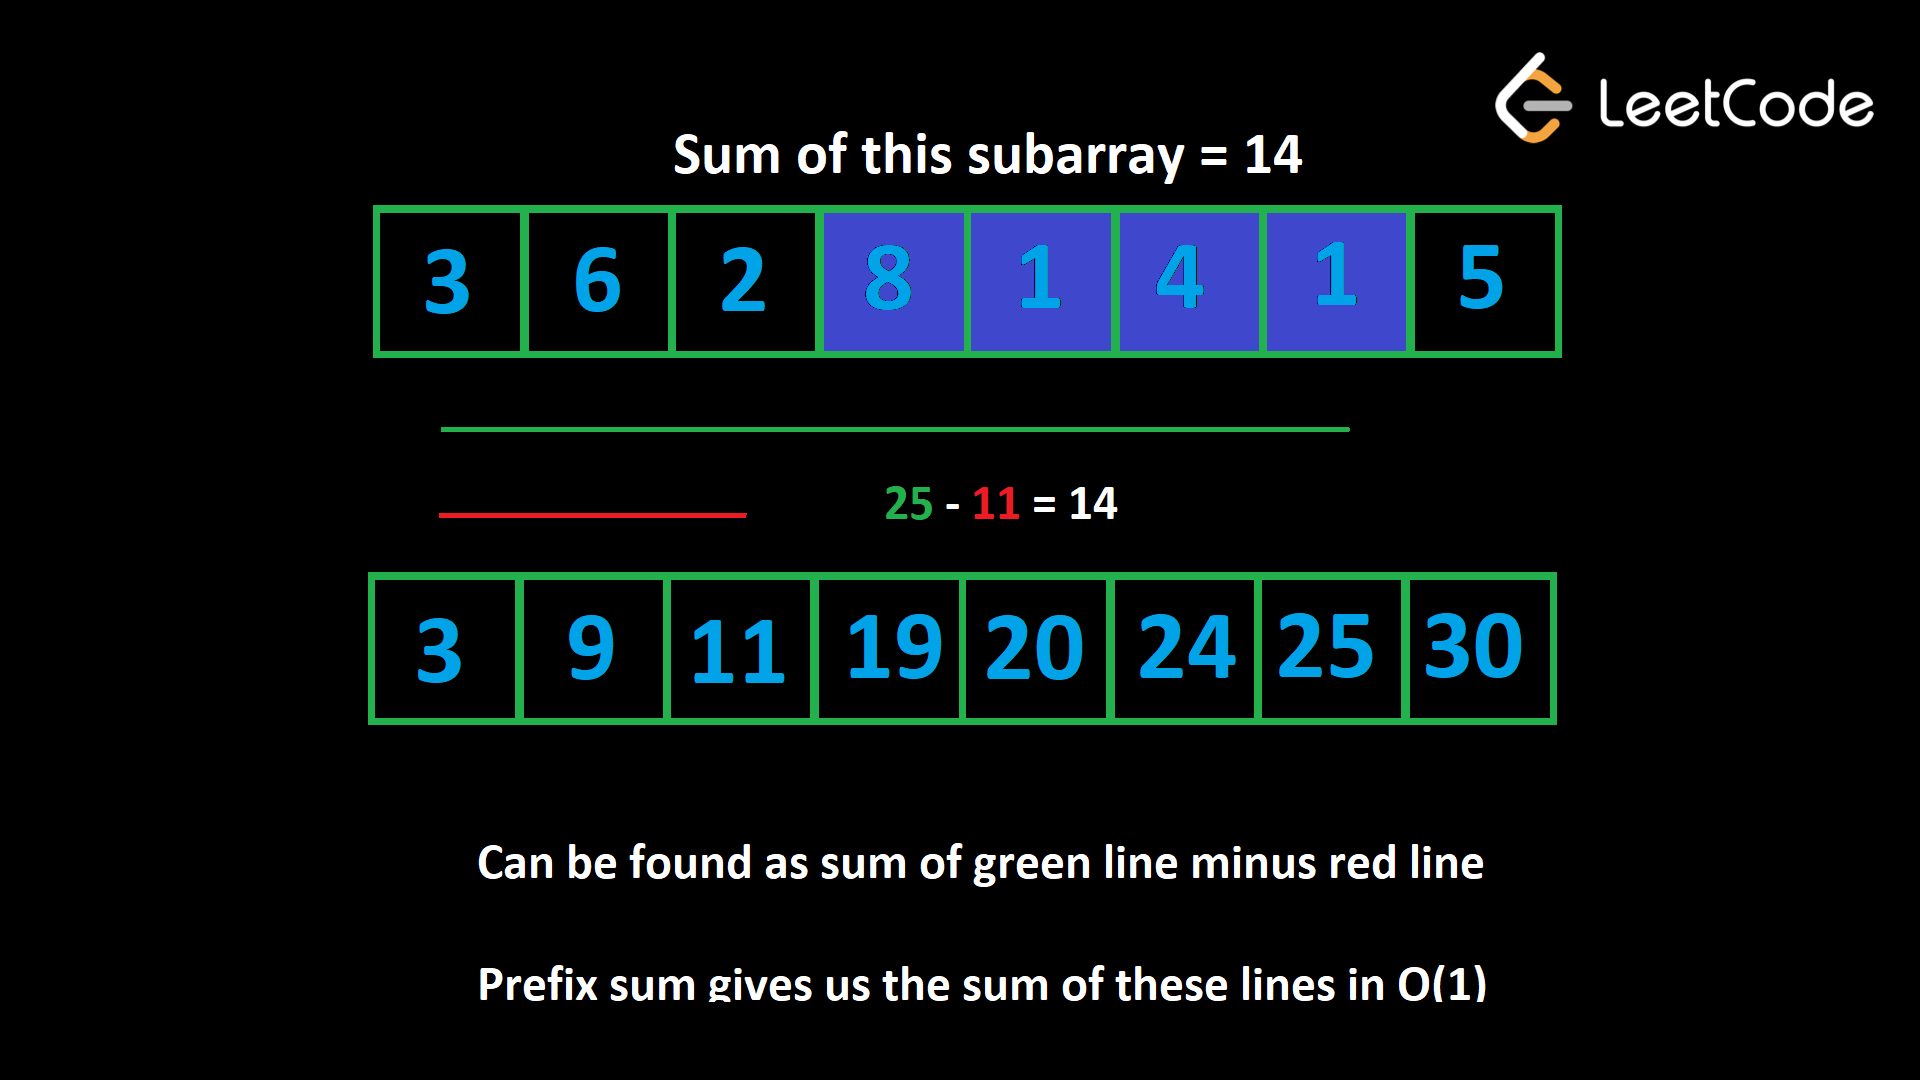 LeetCode
Sum of this subarray = 14
3 6 2 8 1 4 1 5
25 - 11 = 14
3 9 11 19 20 24 25 30
Can be found as sum of green line minus red line
Prefix sum gives us the sum of these lines in O(1)